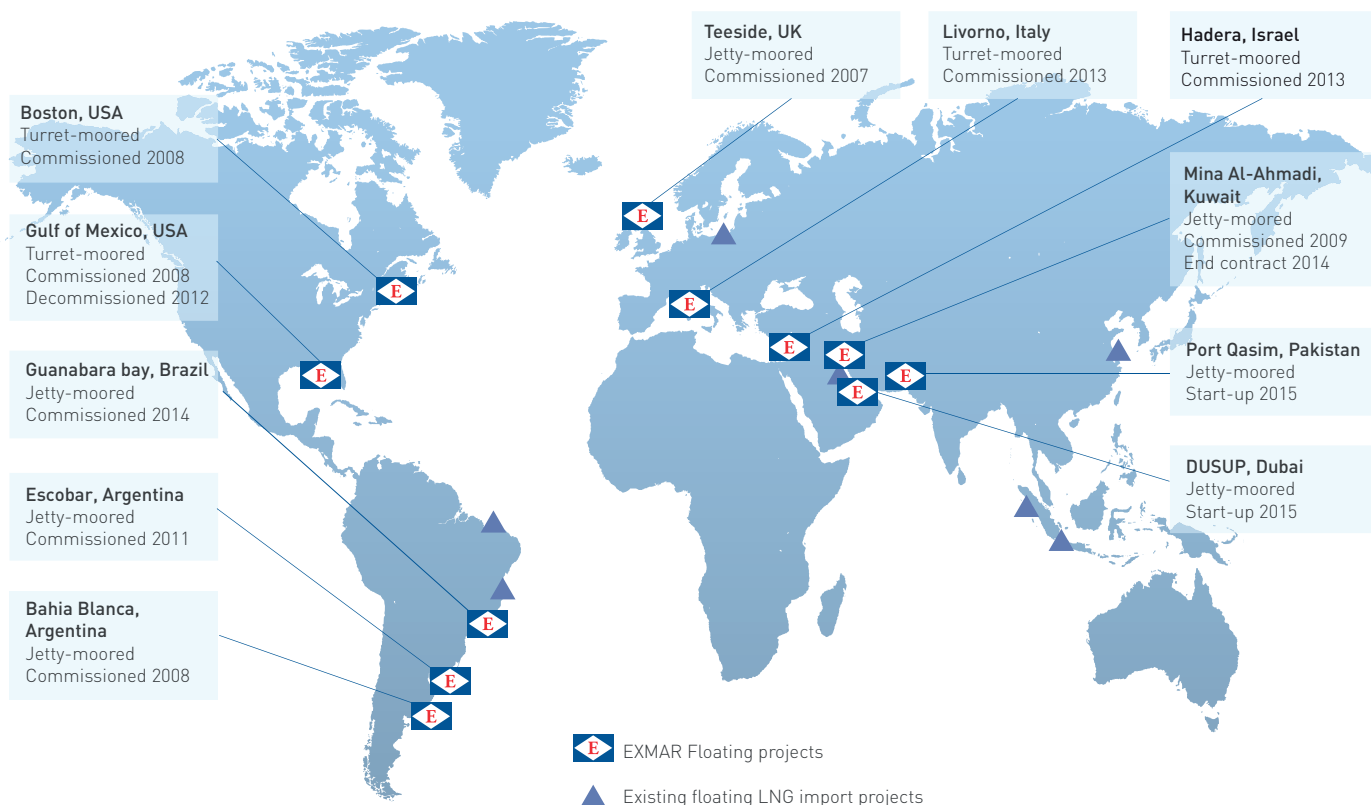 Teeside, UK
Jetty-moored
Commissioned 2007
Livorno, Italy
Turret-moored
Commissioned 2013
Hadera, Israel
Turret-moored
Commissioned 2013
Boston, USA
Turret-moored
Commissioned 2008
Mina Al-Ahmadi,
Kuwait
Jetty-moored
Commissioned 2009
End contract 2014
Gulf of Mexico, USA
Turret-moored
Commissioned 2008
Decommissioned 2012
Port Qasim, Pakistan
Jetty-moored
Start-up 2015
Guanabara bay, Brazil
Jetty-moored
Commissioned 2014
DUSUP, Dubai
Jetty-moored
Start-up 2015
Escobar, Argentina
Jetty-moored
Commissioned 2011
Bahia Blanca,
Argentina
Jetty-moored
Commissioned 2008
E
E
E
E
E
E
E
E
E
E
E
E EXMAR Floating projects
Existing floating LNG import projects